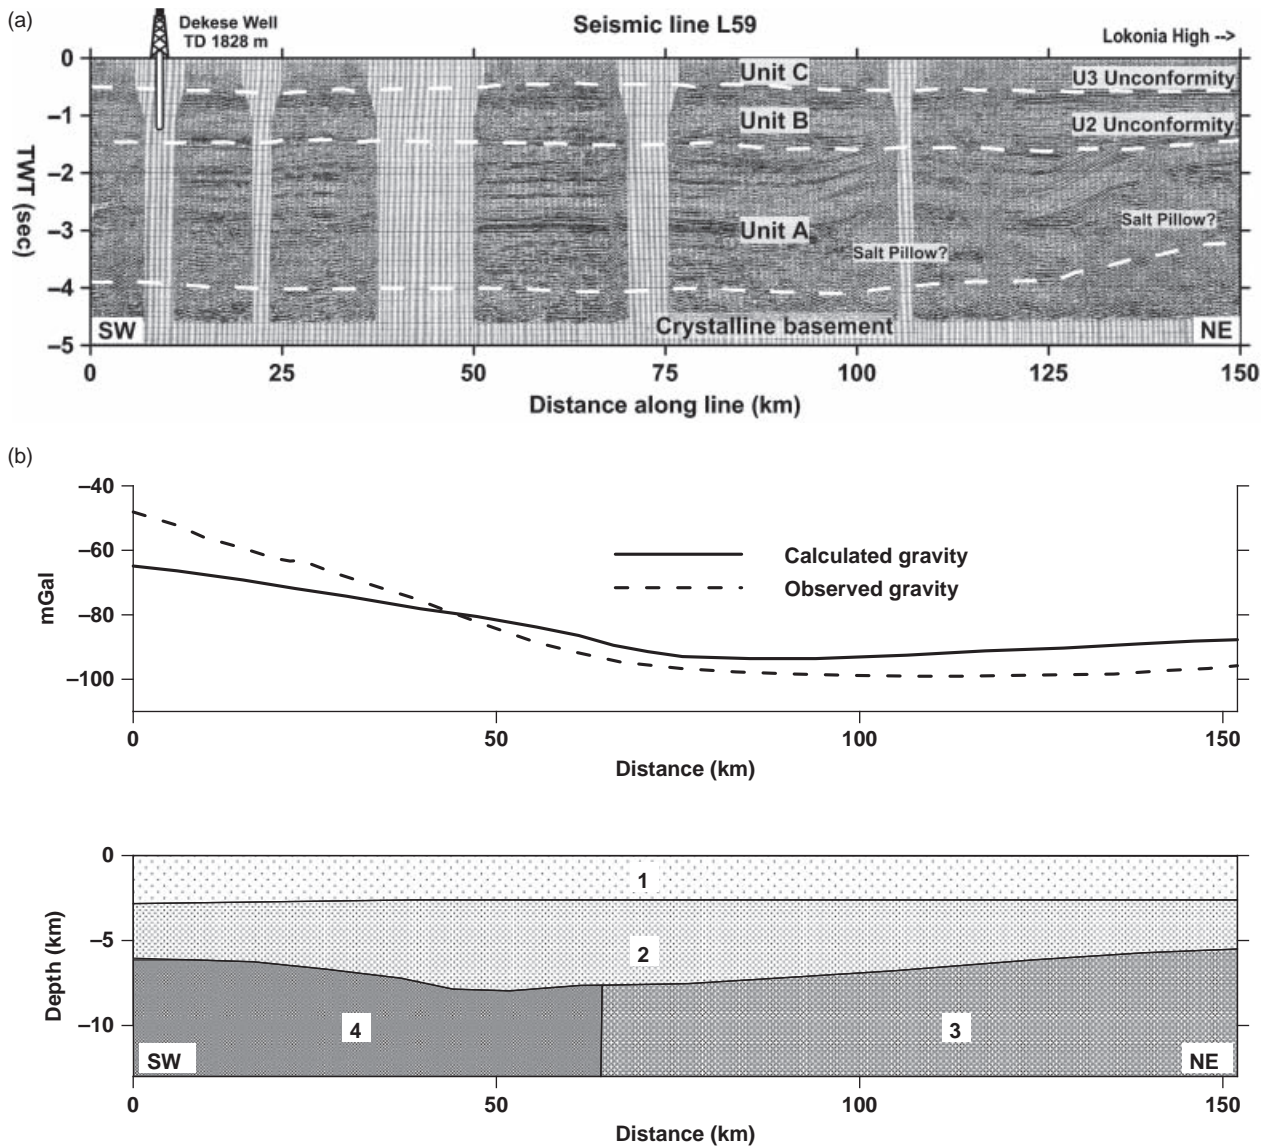 (a)
Dekese Well
TD 1828 m
Seismic line L59
Lokonia High -->
0
–1
–2
–3
–4
–5
TWT (sec)
Unit C
U3 Unconformity
Unit B
U2 Unconformity
Unit A
Salt Pillow?
Salt Pillow?
SW
Crystalline basement
NE
0 25 50 75 100 125 150
Distance along line (km)
(b)
–40
–60
–80
–100
mGal
Calculated gravity
Observed gravity
0 50 100 150
Distance (km)
0
–5
–10
Depth (km)
1
2
4
3
SW
NE
0 50 100 150
Distance (km)